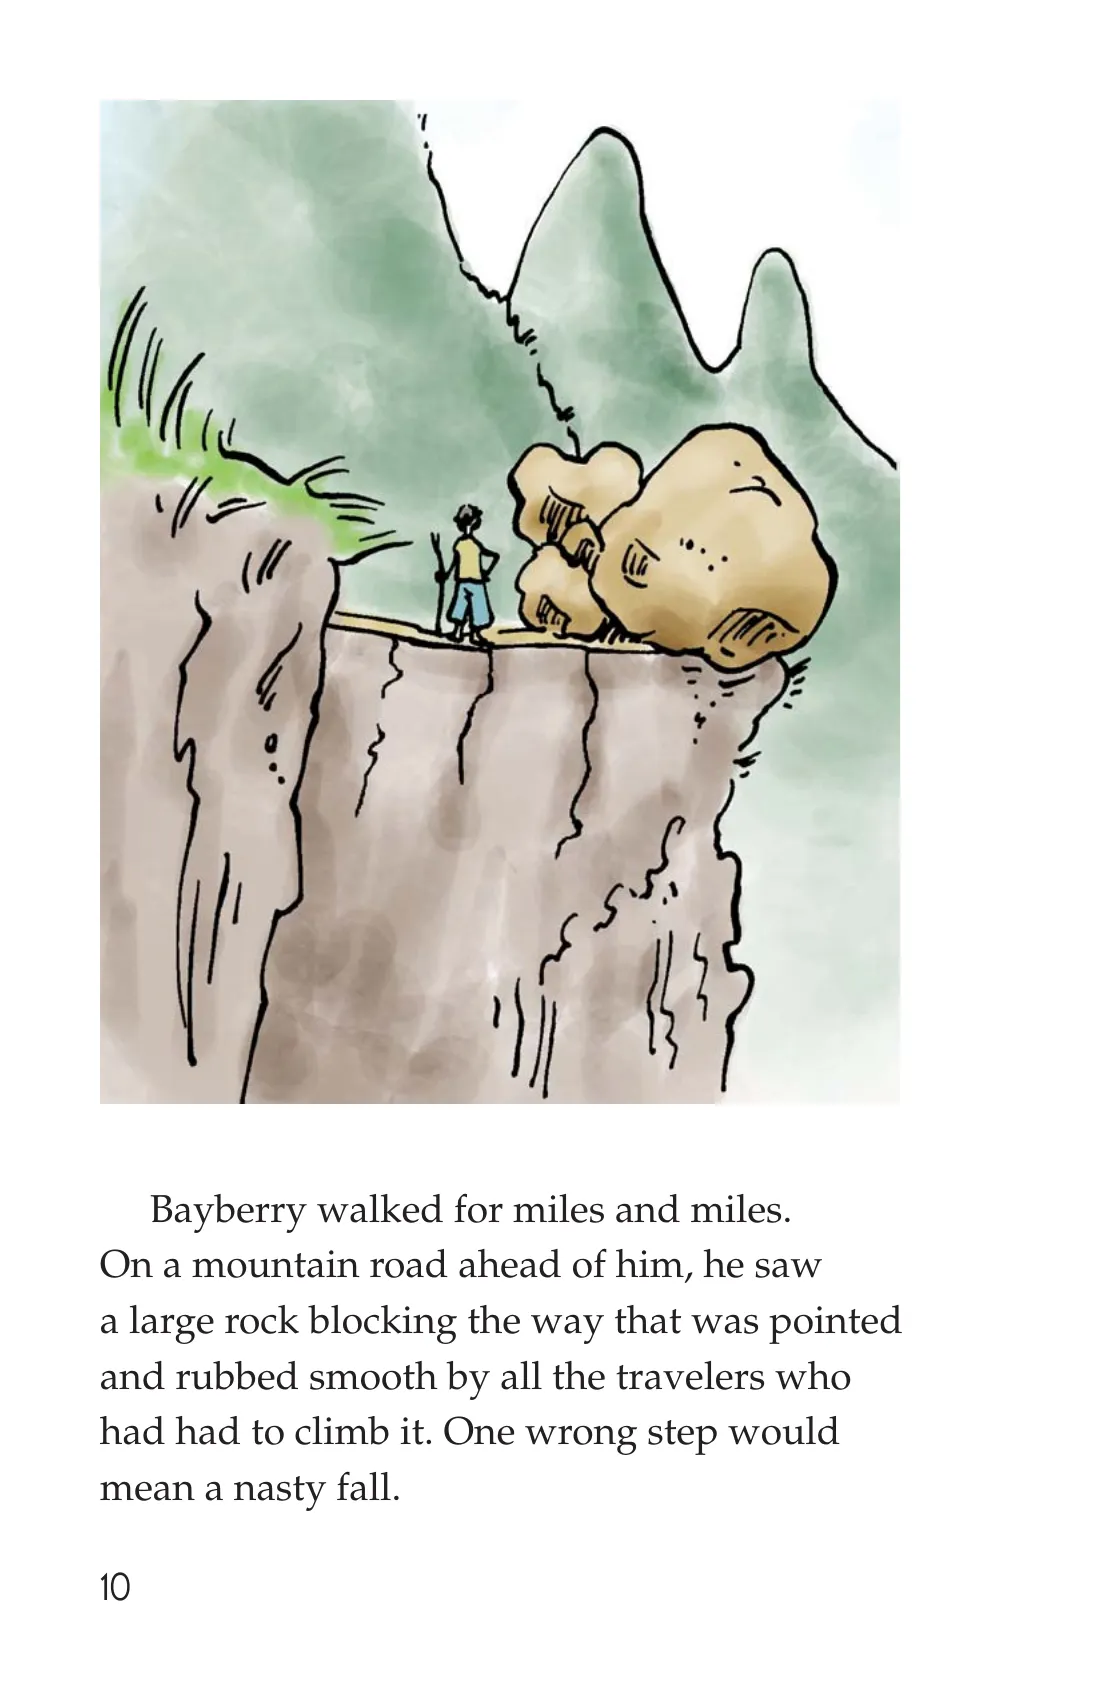 Bayberry walked for miles and miles.
On a mountain road ahead of him, he saw
a large rock blocking the way that was pointed
and rubbed smooth by all the travelers who
had had to climb it. One wrong step would
mean a nasty fall.
10